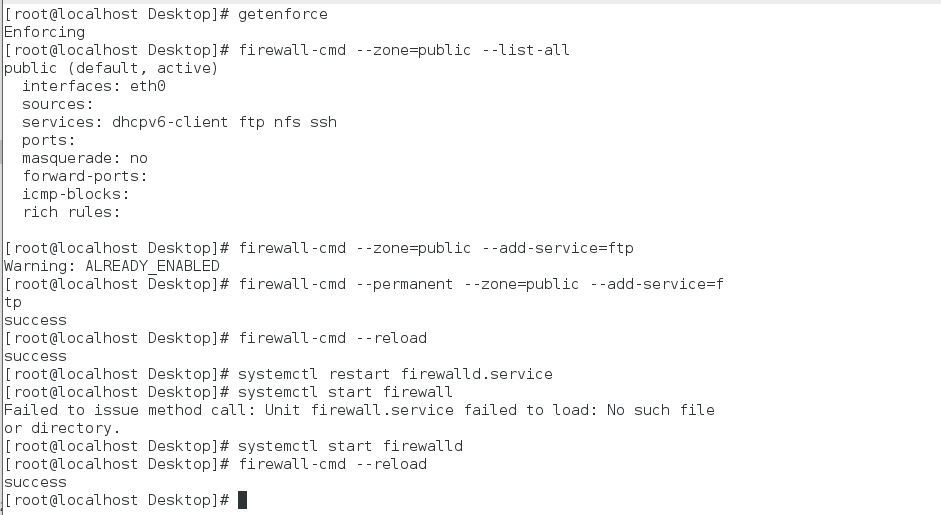 [root@localhost Desktop]# getenforce
Enforcing
[root@localhost Desktop]# firewall-cmd --zone=public --list-all
public (default, active)
  interfaces: eth0
  sources:
  services: dhcpv6-client ftp nfs ssh
  ports:
  masquerade: no
  forward-ports:
  icmp-blocks:
  rich rules:

[root@localhost Desktop]# firewall-cmd --zone=public --add-service=ftp
Warning: ALREADY_ENABLED
[root@localhost Desktop]# firewall-cmd --permanent --zone=public --add-service=f
tp
success
[root@localhost Desktop]# firewall-cmd --reload
success
[root@localhost Desktop]# systemctl restart firewalld.service
[root@localhost Desktop]# systemctl start firewall
Failed to issue method call: Unit firewall.service failed to load: No such file
or directory.
[root@localhost Desktop]# systemctl start firewalld
[root@localhost Desktop]# firewall-cmd --reload
success
[root@localhost Desktop]#